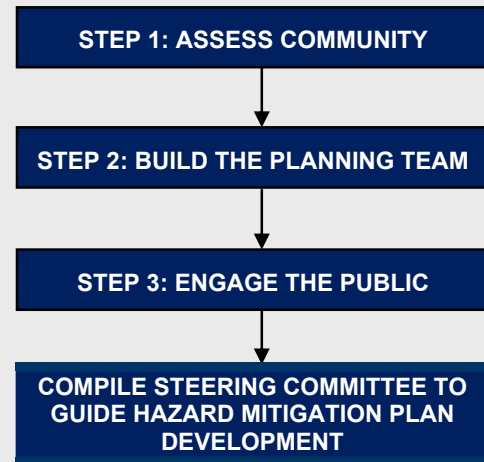 STEP 1: ASSESS COMMUNITY
STEP 2: BUILD THE PLANNING TEAM
STEP 3: ENGAGE THE PUBLIC
COMPILE STEERING COMMITTEE TO
GUIDE HAZARD MITIGATION PLAN
DEVELOPMENT